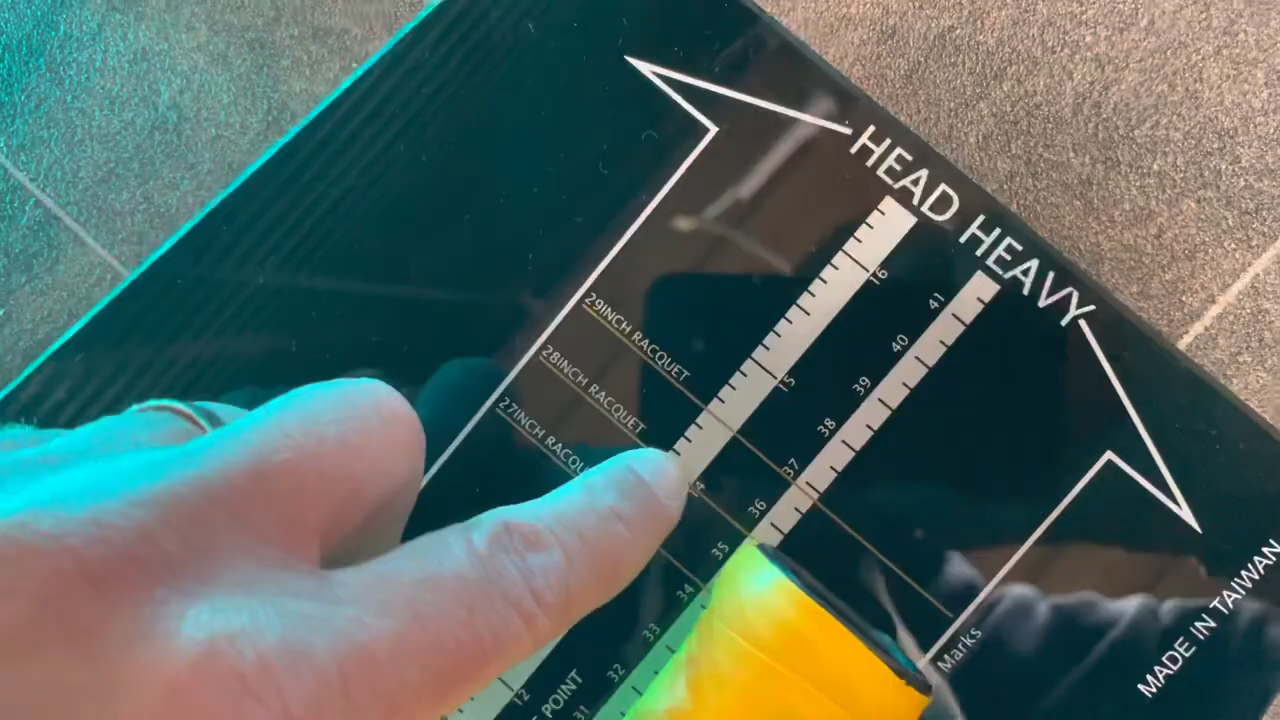 HEAD HEAVY
16
15
14
12
41
40
39
38
37
36
35
34
33
32
31
29INCH RACQUET
28INCH RACQUET
27INCH
POINT
Marks
MADE IN TAIWAN